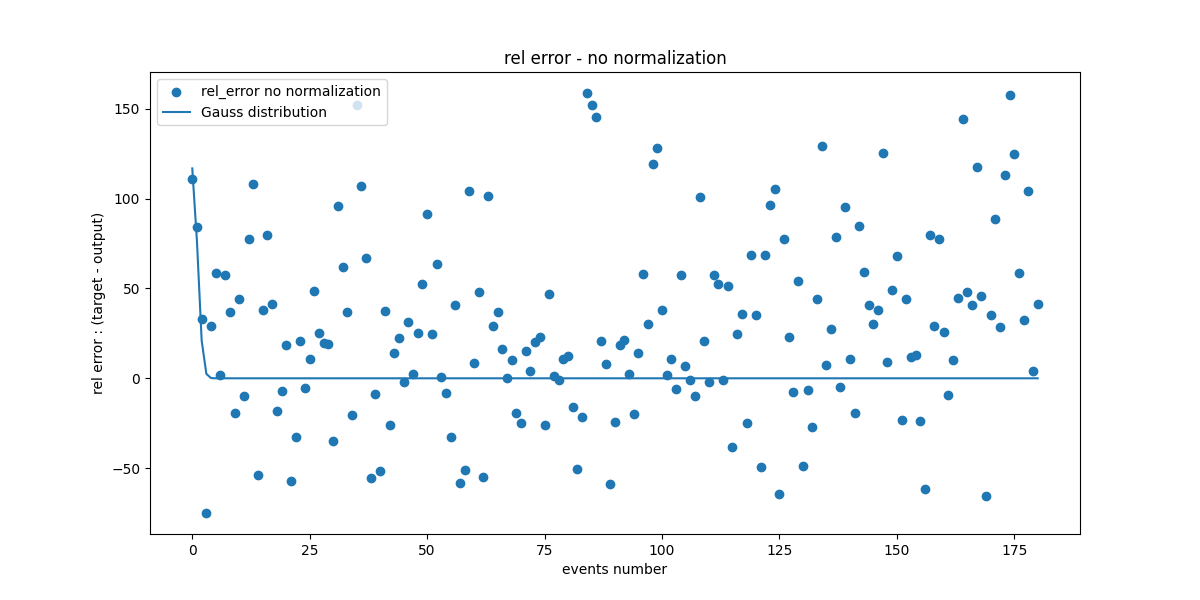 rel error - no normalization
rel_error no normalization
Gauss distribution
rel error : (target - output)
150
100
50
0
−50
0 25 50 75 100 125 150 175
events number